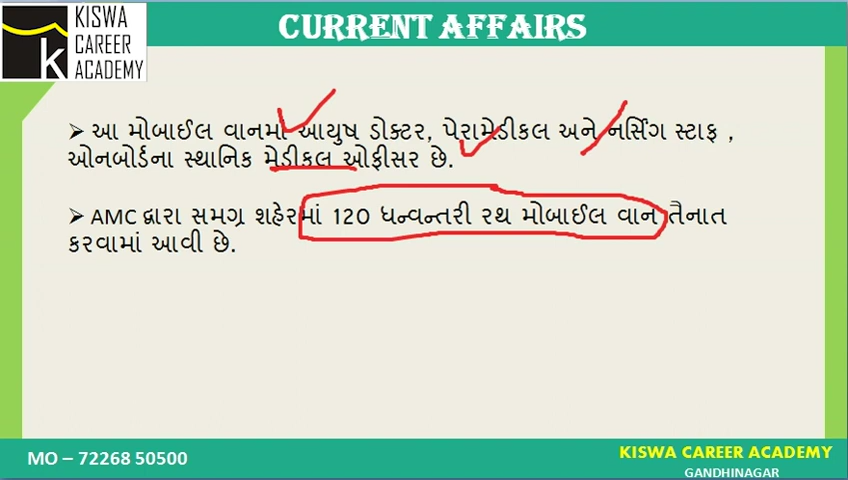 KISWA
CAREER
ACADEMY
k
CURRENT AFFAIRS
➢ આ મોબાઈલ વાનમાં આયુષ ડોક્ટર, પેરામેડીકલ અને નર્સિંગ સ્ટાફ ,
ઓનબોર્ડના સ્થાનિક મેડીકલ ઓફીસર છે.
➢ AMC દ્વારા સમગ્ર શહેરમાં 120 ધન્વન્તરી રથ મોબાઈલ વાન તૈનાત
કરવામાં આવી છે.
MO – 72268 50500
KISWA CAREER ACADEMY
GANDHINAGAR